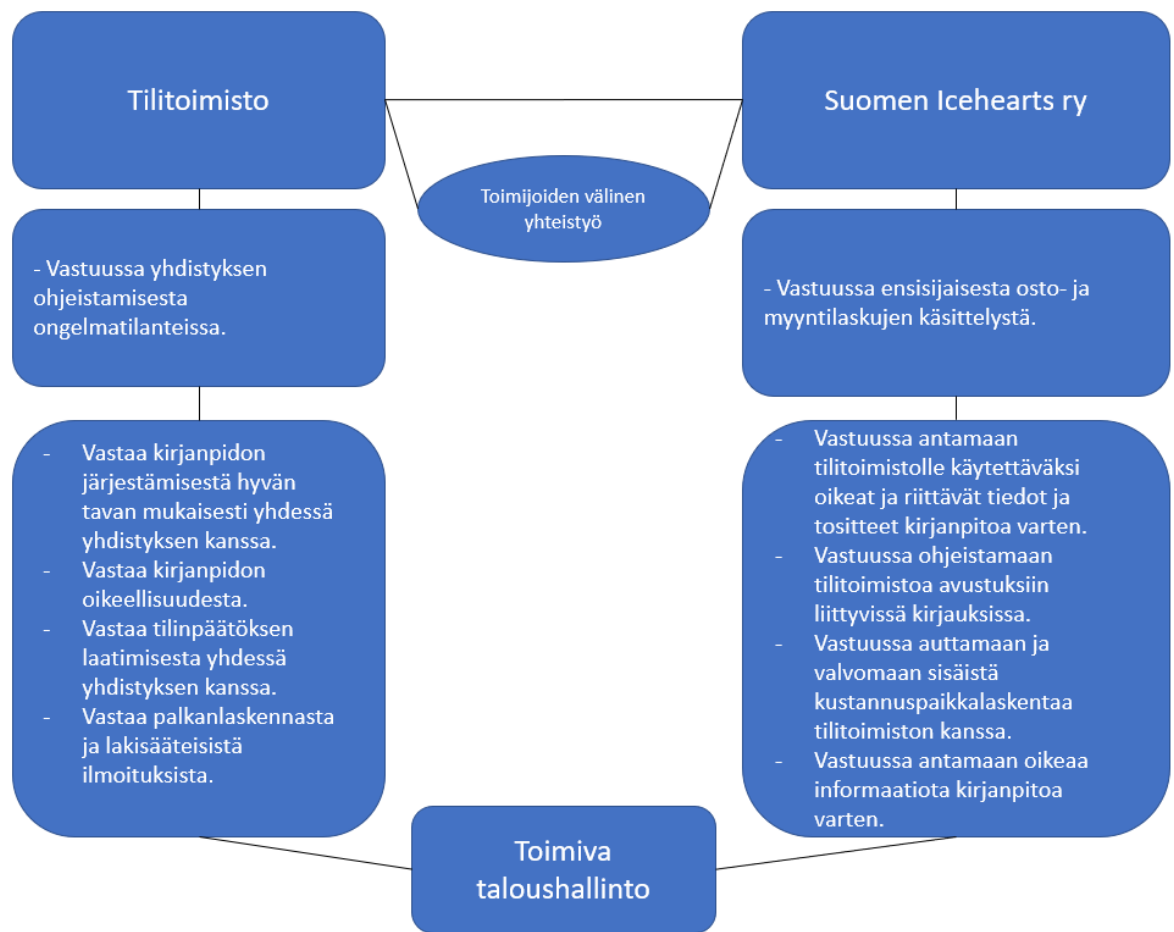 Tilitoimisto
Suomen Icehearts ry
Toimijoiden välinen
yhteistyö
- Vastuussa yhdistyksen
ohjeistamisesta
ongelmatilanteissa.
- Vastuussa ensisijaisesta osto- ja
myyntilaskujen käsittelystä.
- Vastaa kirjanpidon
järjestämisestä hyvän
tavan mukaisesti yhdessä
yhdistyksen kanssa.
- Vastaa kirjanpidon
oikeellisuudesta.
- Vastaa tilinpäätöksen
laatimisesta yhdessä
yhdistyksen kanssa.
- Vastaa palkanlaskennasta
ja lakisääteisistä
ilmoituksista.
- Vastuussa antamaan
tilitoimistolle käytettäväksi
oikeat ja riittävät tiedot ja
tositteet kirjanpitoa varten.
- Vastuussa ohjeistamaan
tilitoimistoa avustuksiin
liittyvissä kirjauksissa.
- Vastuussa auttamaan ja
valvomaan sisäistä
kustannuspaikkalaskentaa
tilitoimiston kanssa.
- Vastuussa antamaan oikeaa
informaatiota kirjanpitoa
varten.
Toimiva
taloushallinto